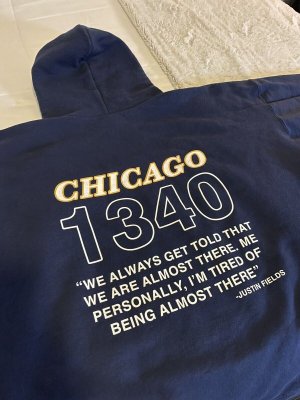 CHICAGO
1340
"WE ALWAYS GET TOLD THAT
WE ARE ALMOST THERE. ME
PERSONALLY, I'M TIRED OF
BEING ALMOST THERE"
-JUSTIN FIELDS